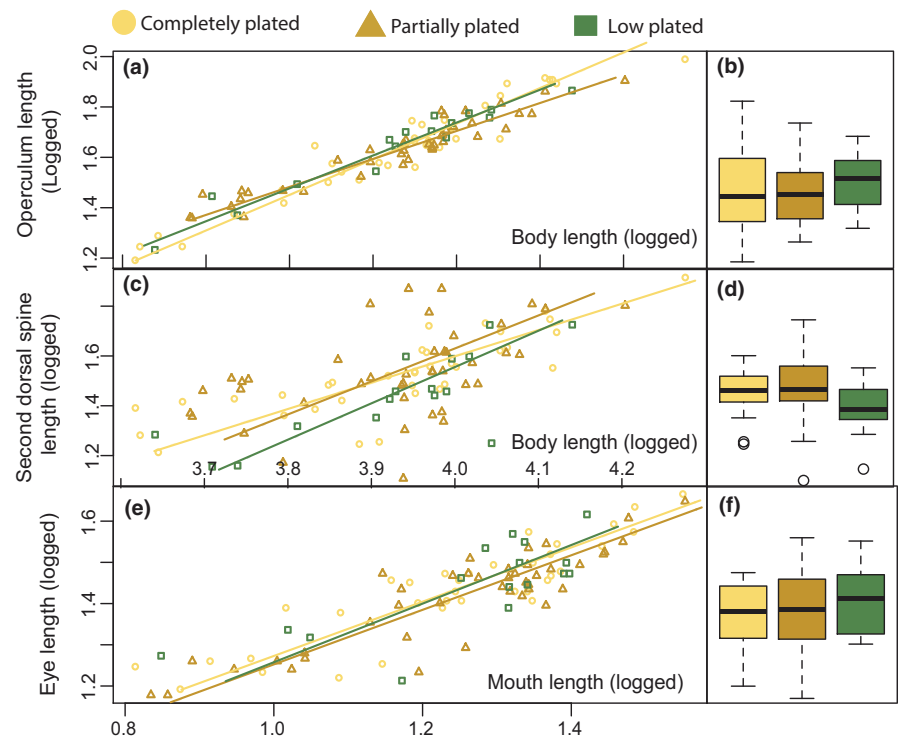 Completely plated
Partially plated
Low plated
Operculum length
(Logged)
2.0
1.8
1.6
1.4
1.2
(a)
Body length (logged)
(b)
Second dorsal spine
length (logged)
1.6
1.4
1.2
(c)
Body length (logged)
3.7
3.8
3.9
4.0
4.1
4.2
(d)
Eye length (logged)
1.6
1.4
1.2
(e)
Mouth length (logged)
(f)
0.8
1.0
1.2
1.4